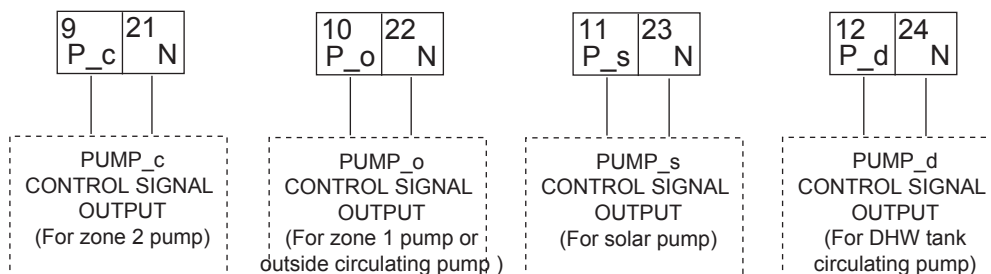 9 21
P_c N
PUMP_c
CONTROL SIGNAL
OUTPUT
(For zone 2 pump)
10 22
P_o N
PUMP_o
CONTROL SIGNAL
OUTPUT
(For zone 1 pump or
outside circulating pump )
11 23
P_s N
PUMP_s
CONTROL SIGNAL
OUTPUT
(For solar pump)
12 24
P_d N
PUMP_d
CONTROL SIGNAL
OUTPUT
(For DHW tank
circulating pump)